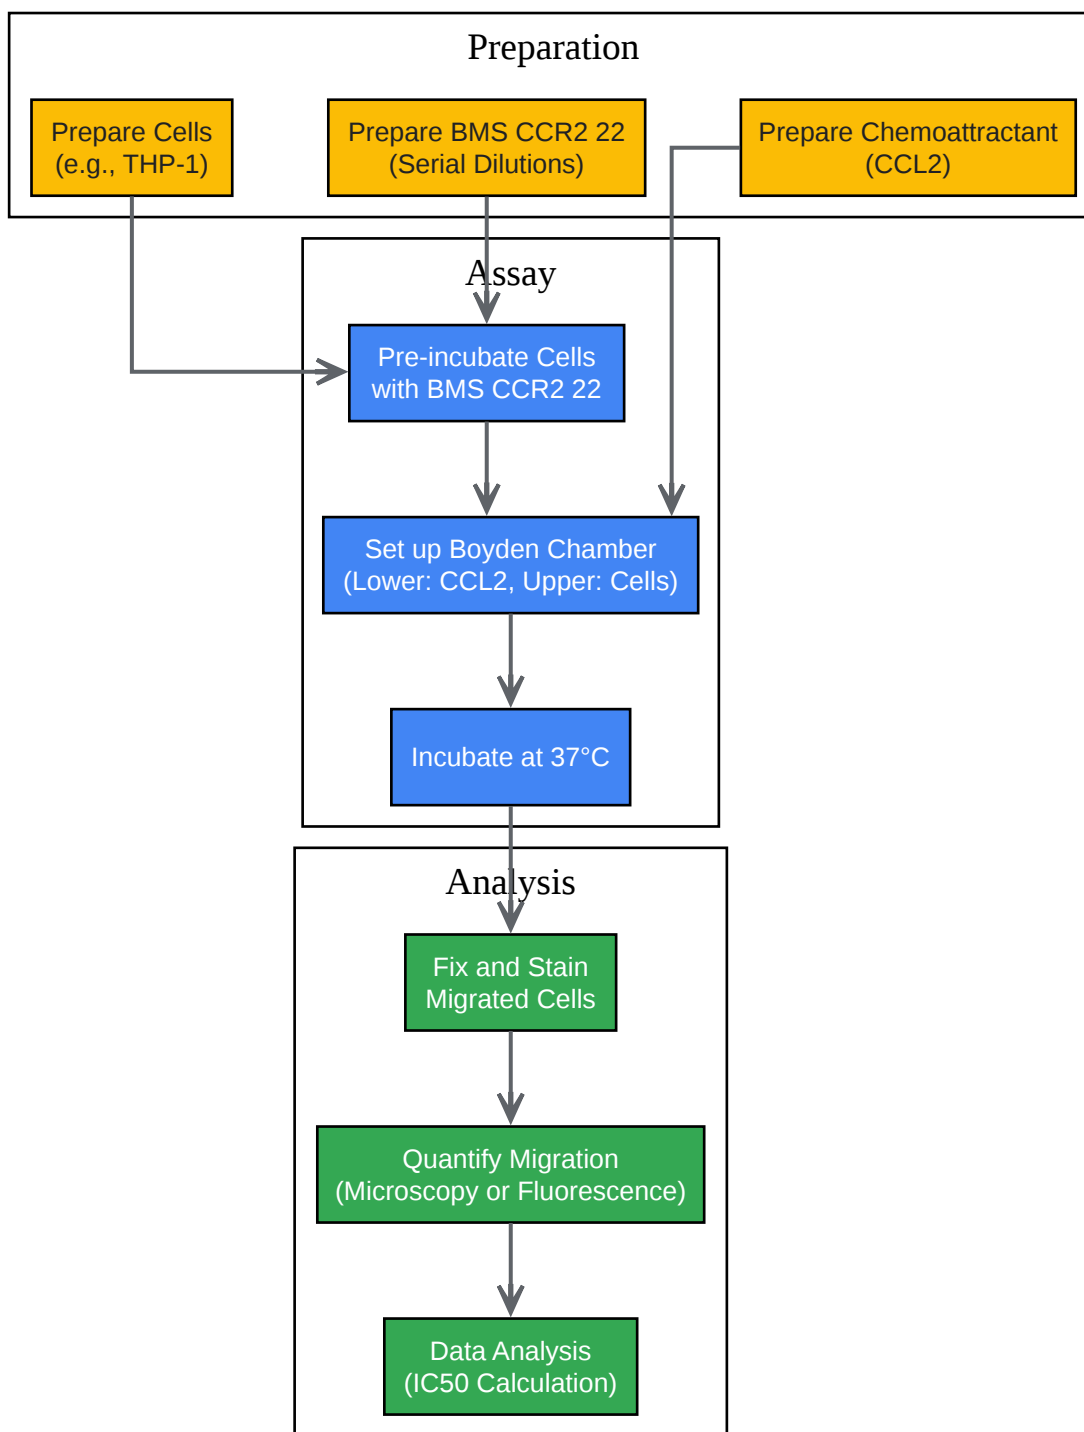 Preparation
Prepare Cells
(e.g., THP-1)
Prepare BMS CCR2 22
(Serial Dilutions)
Prepare Chemoattractant
(CCL2)
Assay
Pre-incubate Cells
with BMS CCR2 22
Set up Boyden Chamber
(Lower: CCL2, Upper: Cells)
Incubate at 37°C
Analysis
Fix and Stain
Migrated Cells
Quantify Migration
(Microscopy or Fluorescence)
Data Analysis
(IC50 Calculation)